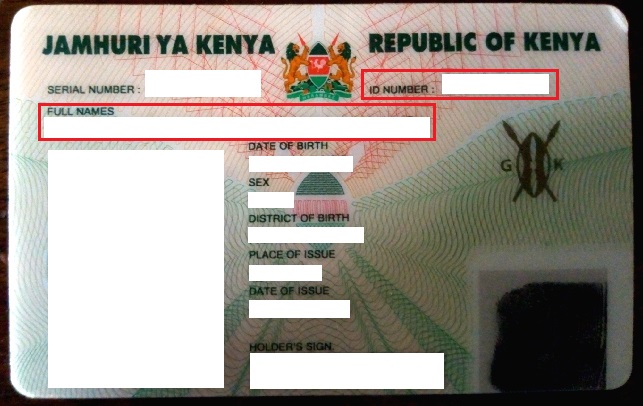 JAMHURI YA KENYA
REPUBLIC OF KENYA
SERIAL NUMBER :
ID NUMBER :
FULL NAMES
DATE OF BIRTH
SEX
DISTRICT OF BIRTH
PLACE OF ISSUE
DATE OF ISSUE
HOLDER'S SIGN.
G K